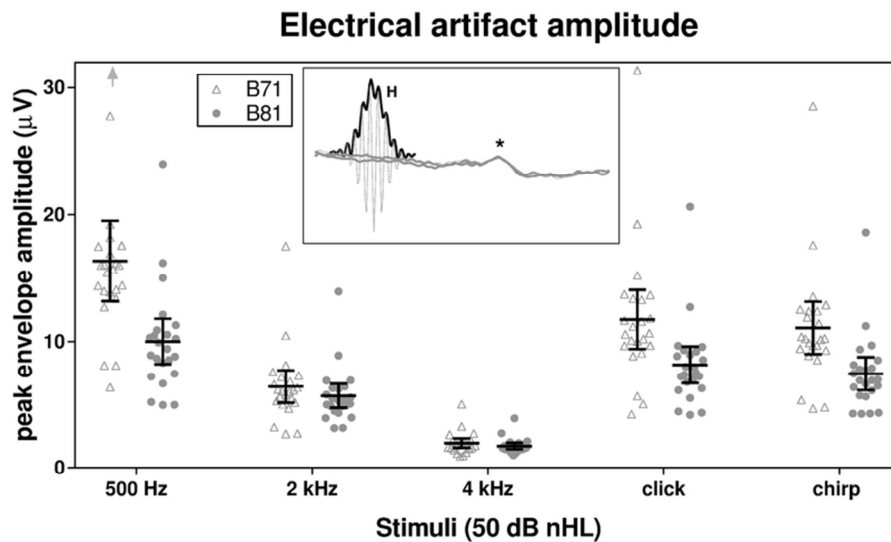 Electrical artifact amplitude
peak envelope amplitude (μV)
30
20
10
0
B71
B81
H
*
500 Hz
2 kHz
4 kHz
click
chirp
Stimuli (50 dB nHL)